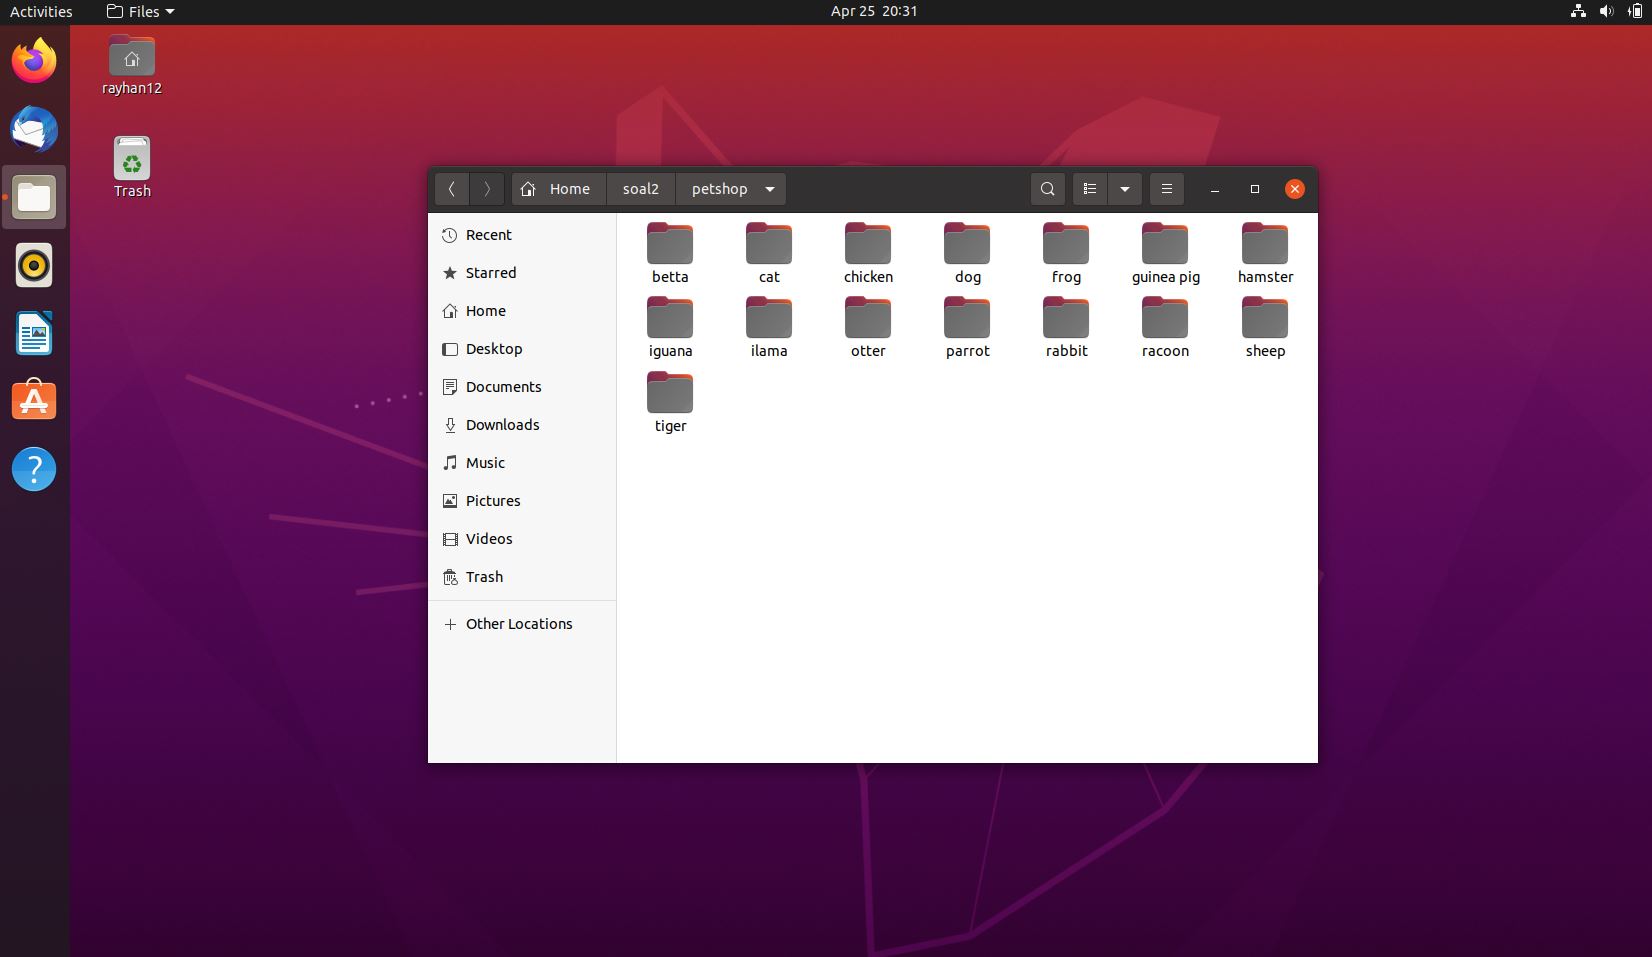 Activities Files Apr 25 20:31
rayhan12
Trash
Home soal2 petshop
Recent
Starred
Home
Desktop
Documents
Downloads
Music
Pictures
Videos
Trash
Other Locations
betta cat chicken dog frog guinea pig hamster
iguana ilama otter parrot rabbit racoon sheep
tiger